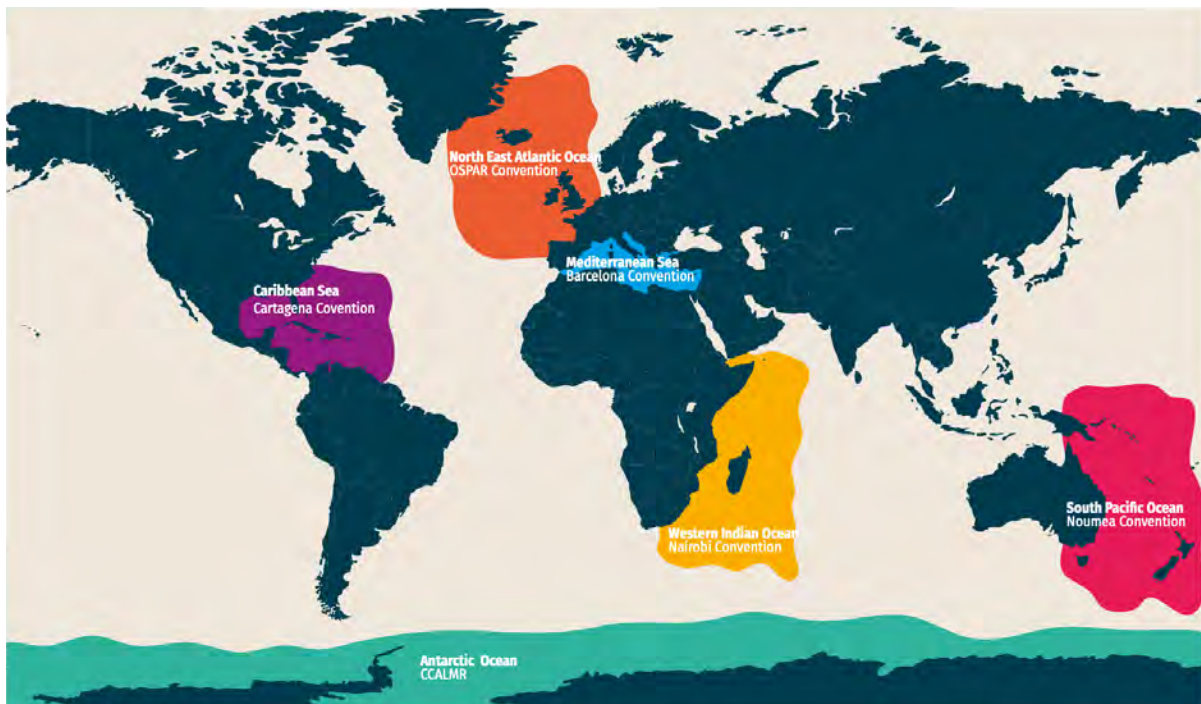 North East Atlantic Ocean
OSPAR Convention
Mediterranean Sea
Barcelona Convention
Caribbean Sea
Cartagena Covention
South Pacific Ocean
Noumea Convention
Western Indian Ocean
Nairobi Convention
Antarctic Ocean
CCALMR